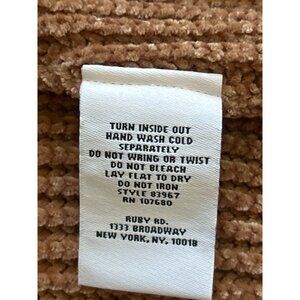 TURN INSIDE OUT
HAND WASH COLD
SEPARATELY
DO NOT WRING OR TWIST
DO NOT BLEACH
LAY FLAT TO DRY
DO NOT IRON
STYLE 83967
RN 107680
RUBY RD.
1333 BROADWAY
NEW YORK, NY, 10018